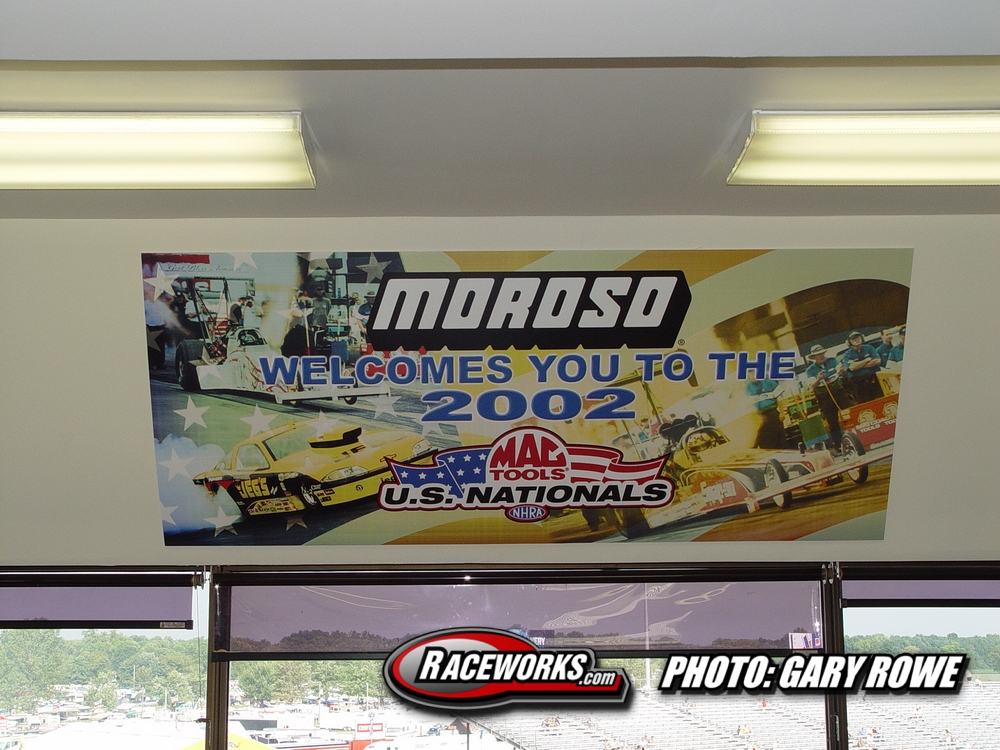 MOROSO
WELCOMES YOU TO THE
2002
MAC
TOOLS
U.S. NATIONALS
NHRA
JEGS
RACEWORKS.com
PHOTO: GARY ROWE